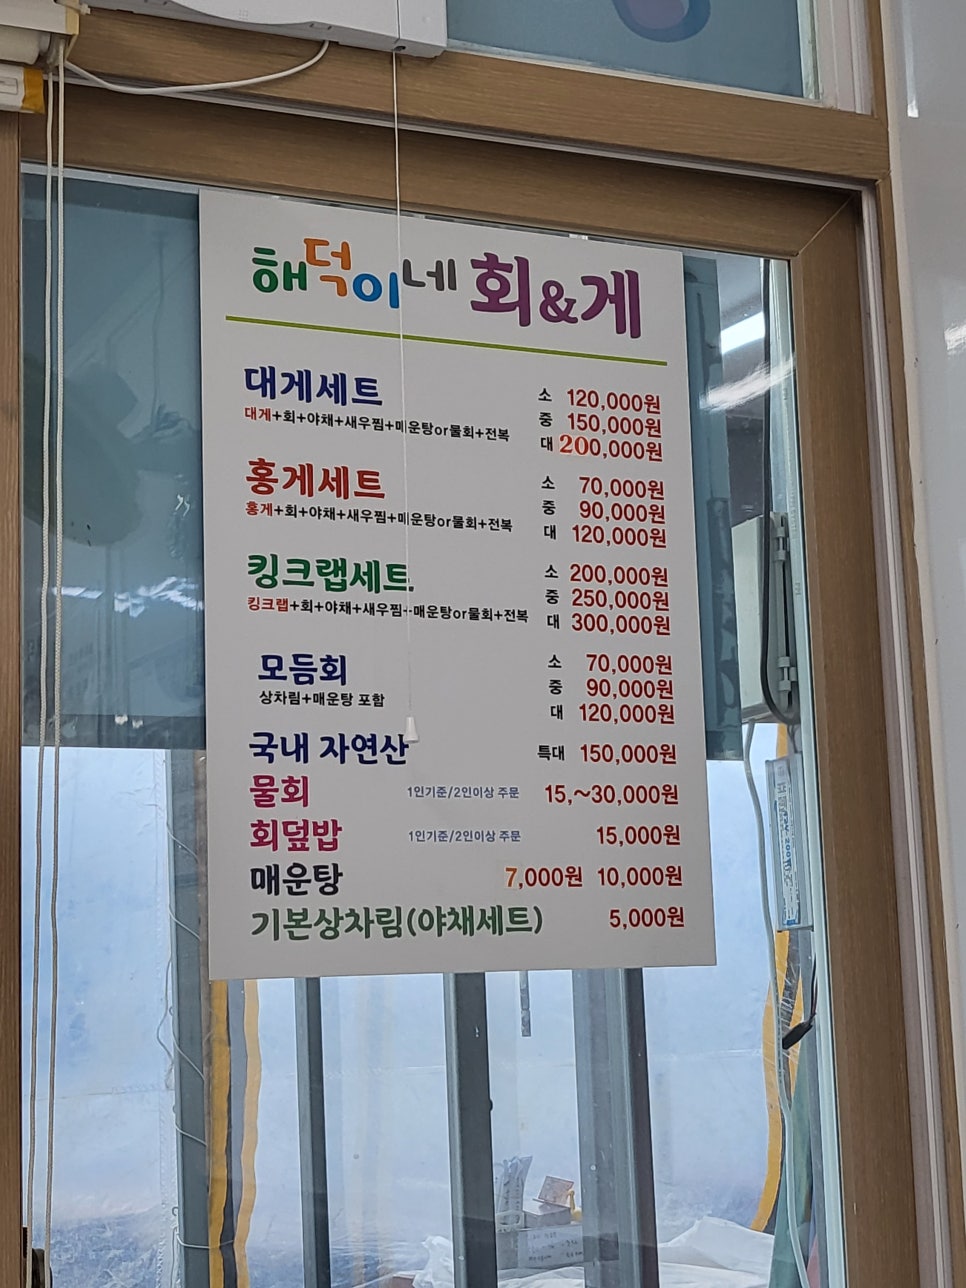 해덕이네 회&게
대게세트
대게+회+야채+새우찜+매운탕or물회+전복
소 120,000원
중 150,000원
대 200,000원
홍게세트
홍게+회+야채+새우찜+매운탕or물회+전복
소 70,000원
중 90,000원
대 120,000원
킹크랩세트
킹크랩+회+야채+새우찜+매운탕or물회+전복
소 200,000원
중 250,000원
대 300,000원
모듬회
상차림+매운탕 포함
소 70,000원
중 90,000원
대 120,000원
국내 자연산 특대 150,000원
물회 1인기준/2인이상 주문 15,~30,000원
회덮밥 1인기준/2인이상 주문 15,000원
매운탕 7,000원 10,000원
기본상차림(야채세트) 5,000원